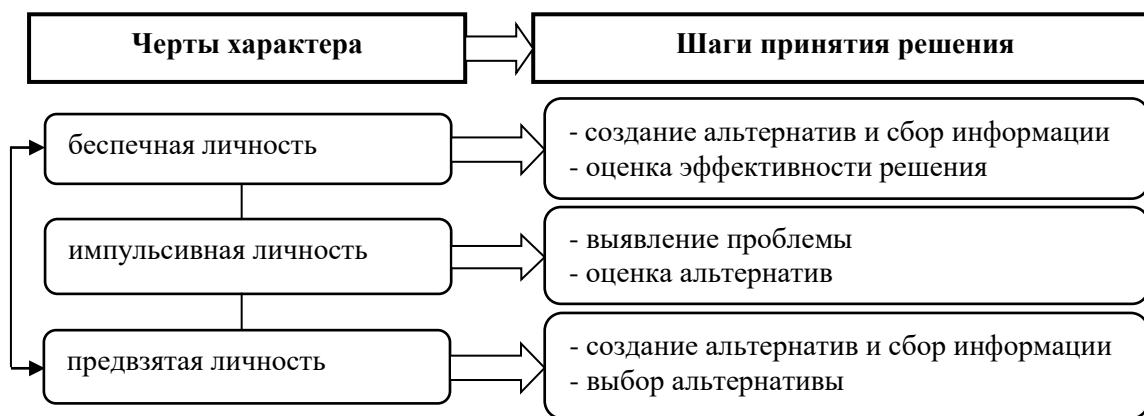 Черты характера
Шаги принятия решения
беспечная личность
- создание альтернатив и сбор информации
- оценка эффективности решения
импульсивная личность
- выявление проблемы
- оценка альтернатив
предвзятая личность
- создание альтернатив и сбор информации
- выбор альтернативы